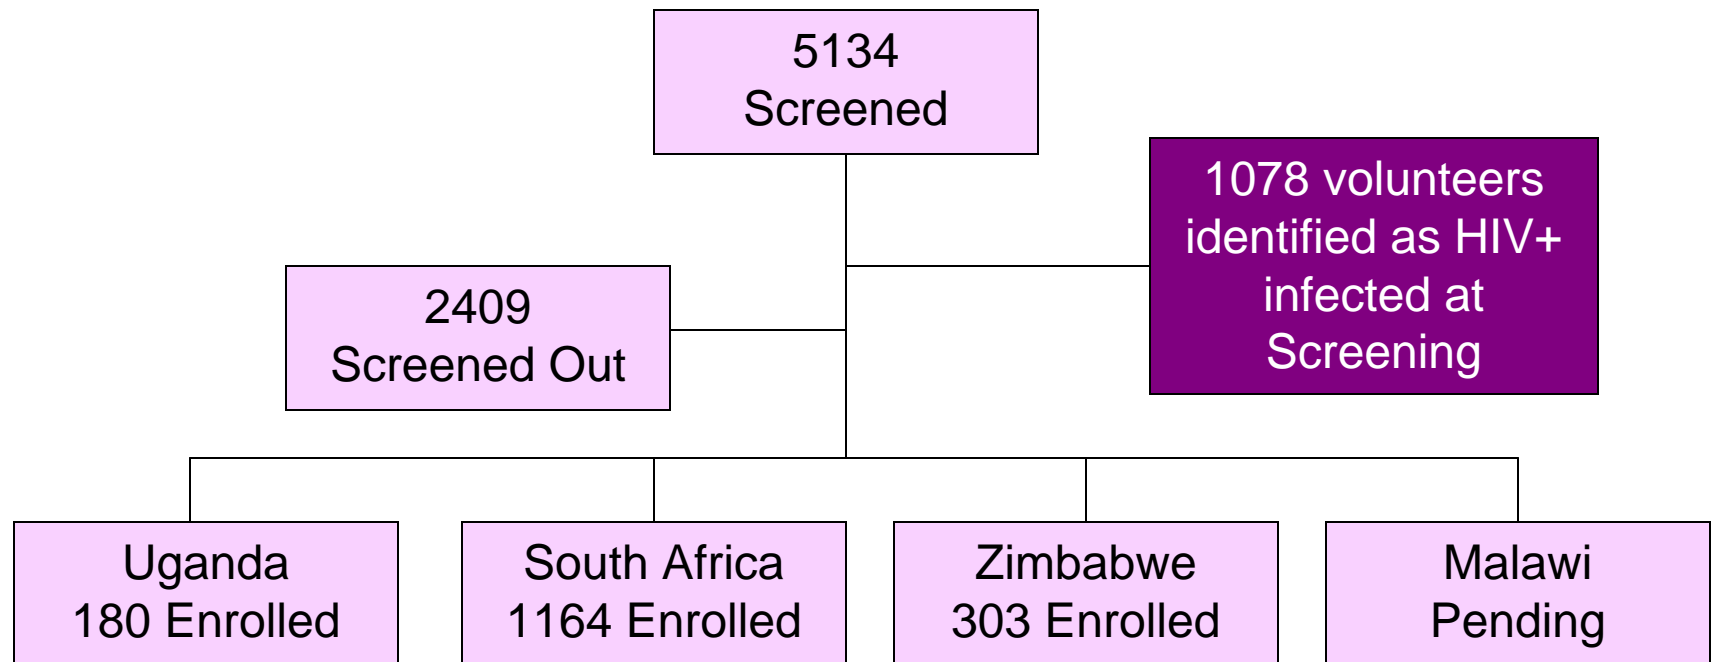 5134
Screened
1078 volunteers
identified as HIV+
infected at
Screening
2409
Screened Out
Uganda
180 Enrolled
South Africa
1164 Enrolled
Zimbabwe
303 Enrolled
Malawi
Pending